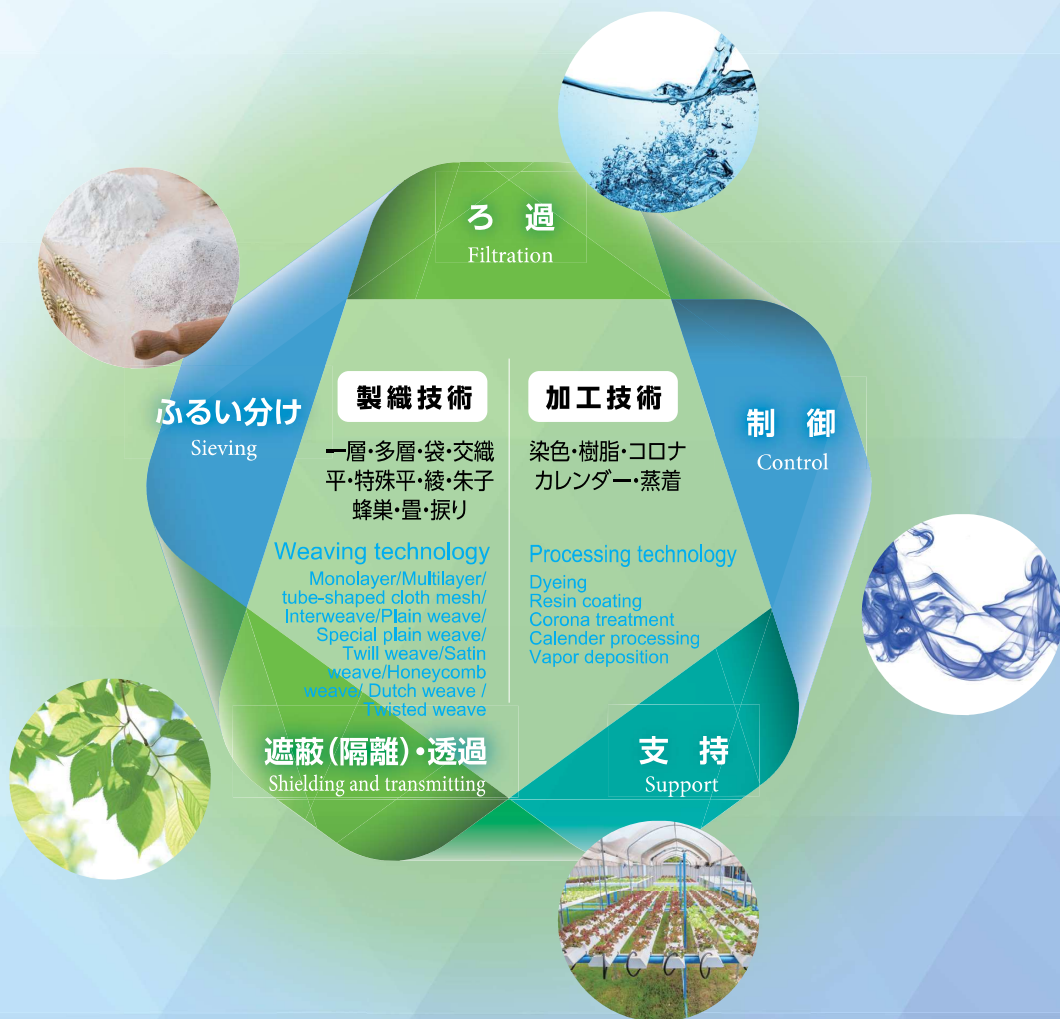 ろ 過
Filtration
ふるい分け
Sieving
製織技術
一層・多層・袋・交織
平・特殊平・綾・朱子
蜂巣・畳・捩り
Weaving technology
Monolayer/Multilayer/
tube-shaped cloth mesh/
Interweave/Plain weave/
Special plain weave/
Twill weave/Satin
weave/Honeycomb
weave/ Dutch weave /
Twisted weave
加工技術
染色・樹脂・コロナ
カレンダー・蒸着
Processing technology
Dyeing
Resin coating
Corona treatment
Calender processing
Vapor deposition
制 御
Control
遮蔽(隔離)・透過
Shielding and transmitting
支 持
Support